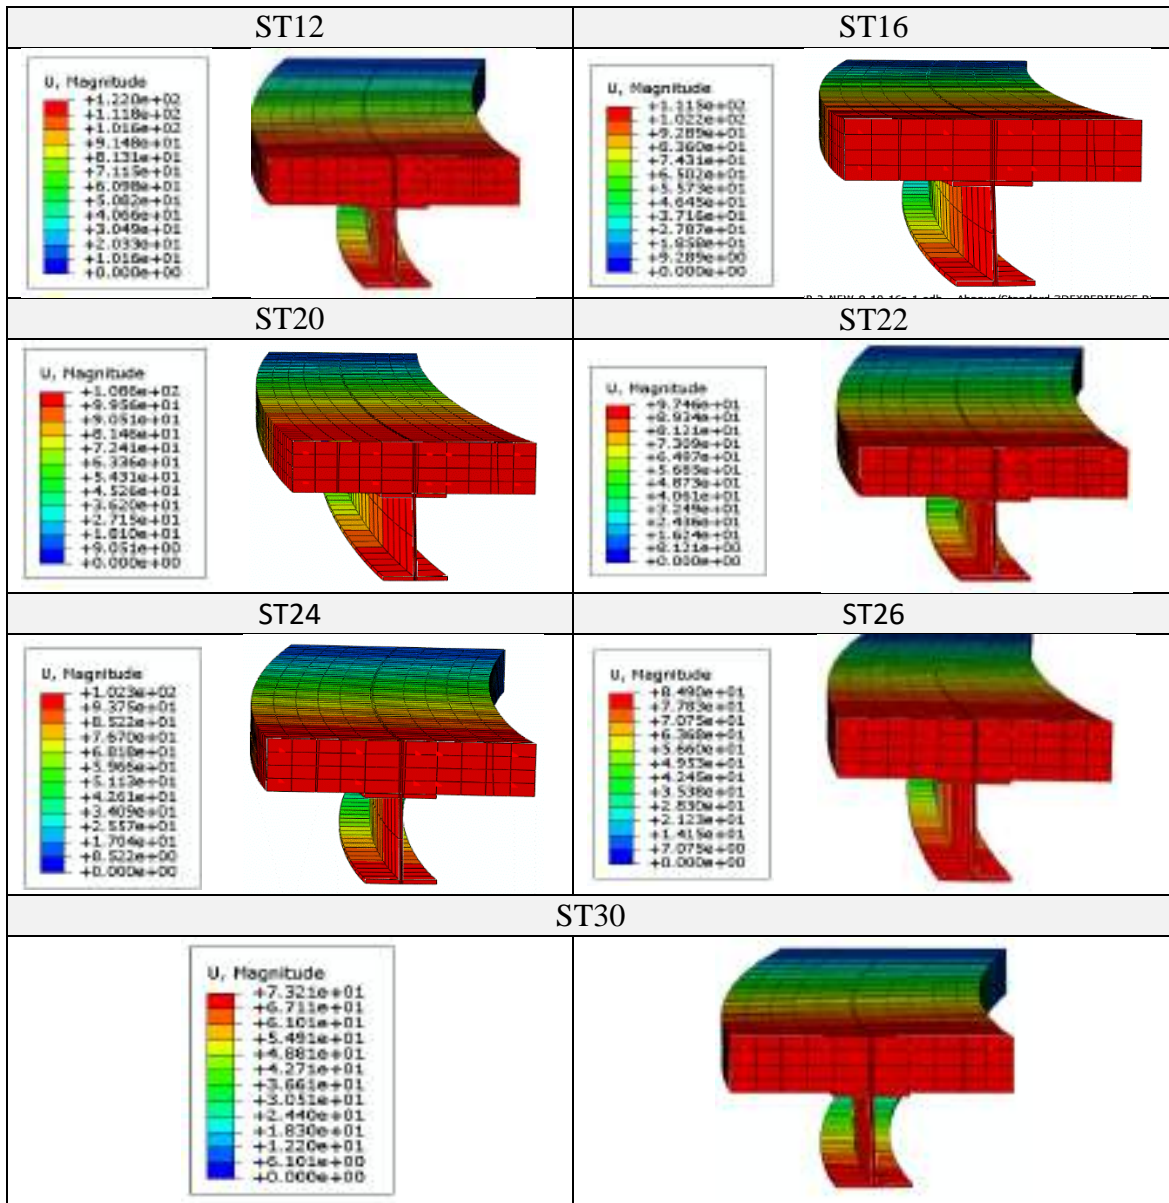 ST12
ST16
U, Magnitude
+1.220e+02
+1.118e+02
+1.016e+02
+9.148e+01
+8.131e+01
+7.115e+01
+6.098e+01
+5.082e+01
+4.066e+01
+3.049e+01
+2.033e+01
+1.016e+01
+0.000e+00
U, Magnitude
+1.115e+02
+1.022e+02
+9.289e+01
+8.360e+01
+7.431e+01
+6.502e+01
+5.573e+01
+4.645e+01
+3.716e+01
+2.787e+01
+1.858e+01
+9.289e+00
+0.000e+00
ST20
ST22
U, Magnitude
+1.086e+02
+9.956e+01
+9.051e+01
+8.146e+01
+7.241e+01
+6.336e+01
+5.431e+01
+4.526e+01
+3.620e+01
+2.715e+01
+1.810e+01
+9.051e+00
+0.000e+00
U, Magnitude
+9.746e+01
+8.934e+01
+8.121e+01
+7.309e+01
+6.497e+01
+5.685e+01
+4.873e+01
+4.061e+01
+3.249e+01
+2.436e+01
+1.624e+01
+8.121e+00
+0.000e+00
ST24
ST26
U, Magnitude
+1.023e+02
+9.375e+01
+8.522e+01
+7.670e+01
+6.818e+01
+5.966e+01
+5.113e+01
+4.261e+01
+3.409e+01
+2.557e+01
+1.704e+01
+8.522e+00
+0.000e+00
U, Magnitude
+8.490e+01
+7.783e+01
+7.075e+01
+6.368e+01
+5.660e+01
+4.953e+01
+4.245e+01
+3.538e+01
+2.830e+01
+2.123e+01
+1.415e+01
+7.075e+00
+0.000e+00
ST30
U, Magnitude
+7.321e+01
+6.711e+01
+6.101e+01
+5.491e+01
+4.881e+01
+4.271e+01
+3.661e+01
+3.051e+01
+2.440e+01
+1.830e+01
+1.220e+01
+6.101e+00
+0.000e+00